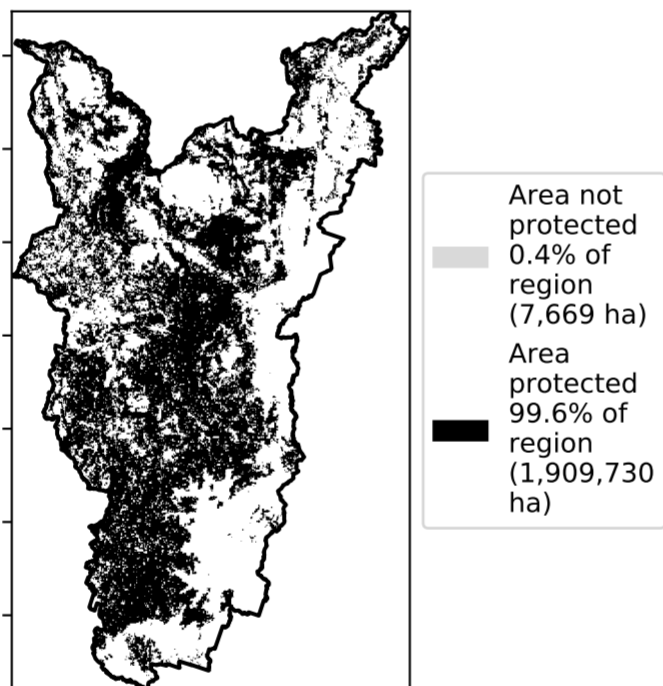 Area not
protected
0.4% of
region
(7,669 ha)
Area
protected
99.6% of
region
(1,909,730
ha)